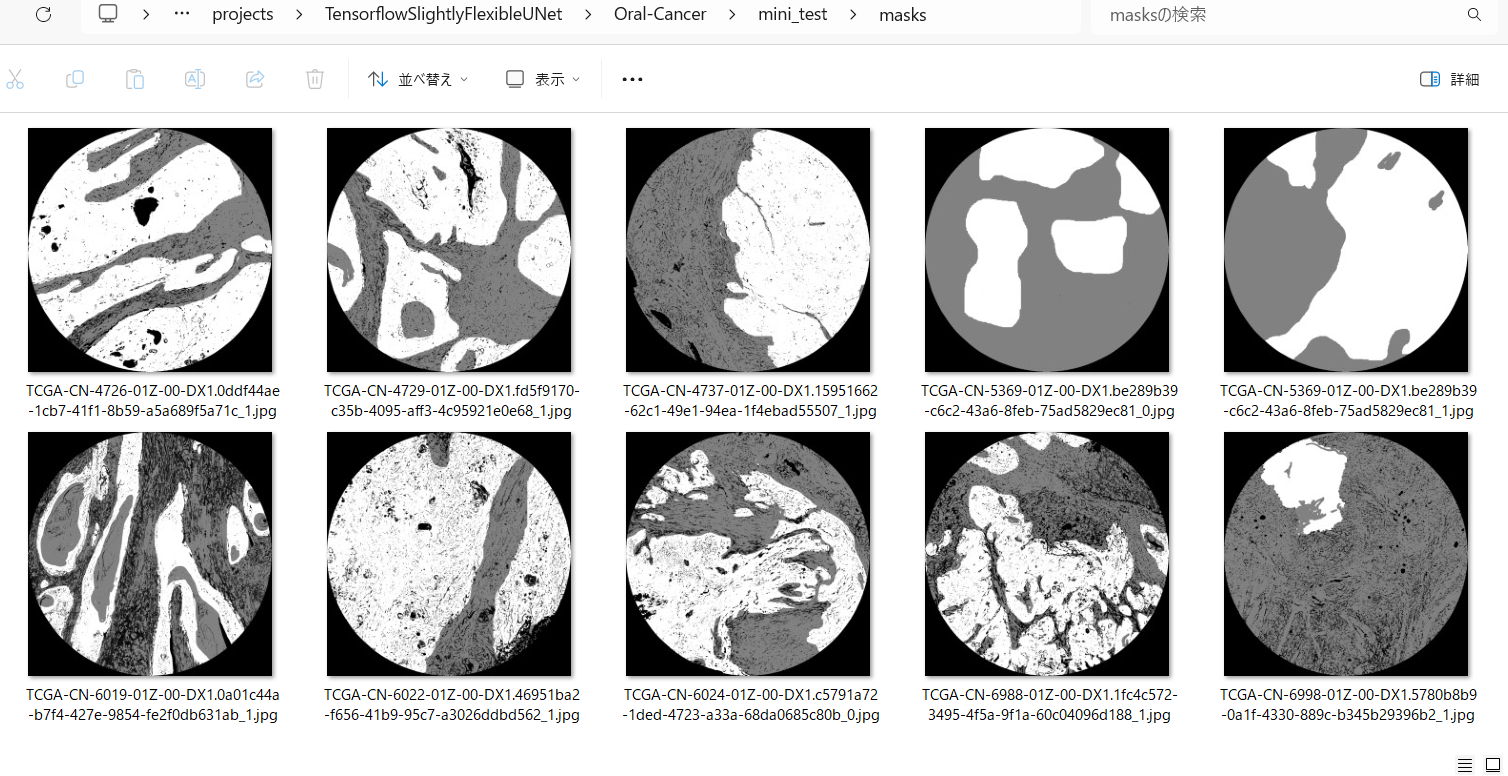 projects > TensorflowSlightlyFlexibleUNet > Oral-Cancer > mini_test > masks
masksの検索
並べ替え
表示
詳細
TCGA-CN-4726-01Z-00-DX1.0ddf44ae
-1cb7-41f1-8b59-a5a689f5a71c_1.jpg
TCGA-CN-4729-01Z-00-DX1.fd5f9170-
c35b-4095-aff3-4c95921e0e68_1.jpg
TCGA-CN-4737-01Z-00-DX1.15951662
-62c1-49e1-94ea-1f4ebad55507_1.jpg
TCGA-CN-5369-01Z-00-DX1.be289b39
-c6c2-43a6-8feb-75ad5829ec81_0.jpg
TCGA-CN-5369-01Z-00-DX1.be289b39
-c6c2-43a6-8feb-75ad5829ec81_1.jpg
TCGA-CN-6019-01Z-00-DX1.0a01c44a
-b7f4-427e-9854-fe2f0db631ab_1.jpg
TCGA-CN-6022-01Z-00-DX1.46951ba2
-f656-41b9-95c7-a3026ddbd562_1.jpg
TCGA-CN-6024-01Z-00-DX1.c5791a72
-1ded-4723-a33a-68da0685c80b_0.jpg
TCGA-CN-6988-01Z-00-DX1.1fc4c572-
3495-4f5a-9f1a-60c04096d188_1.jpg
TCGA-CN-6998-01Z-00-DX1.5780b8b9
-0a1f-4330-889c-b345b29396b2_1.jpg